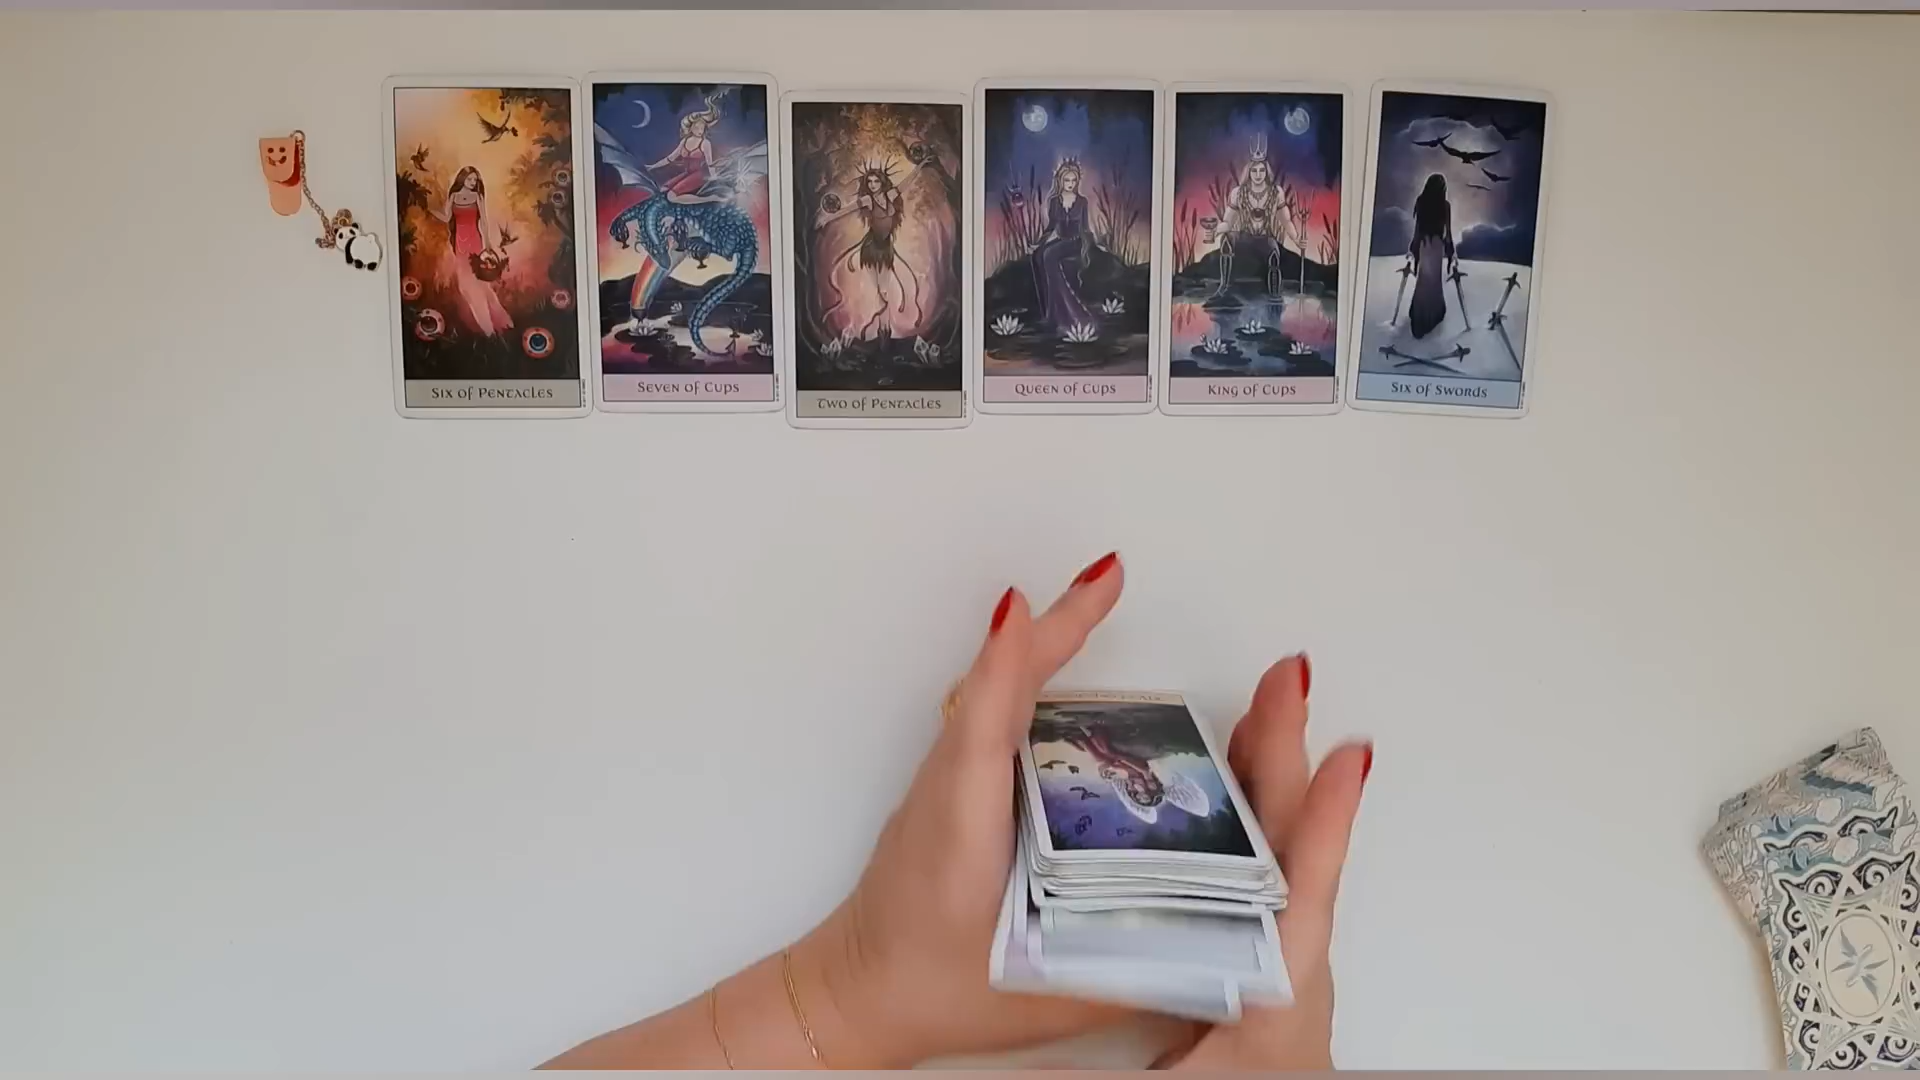 Six of Pentacles
Seven of Cups
Two of Pentacles
Queen of Cups
King of Cups
Six of Swords